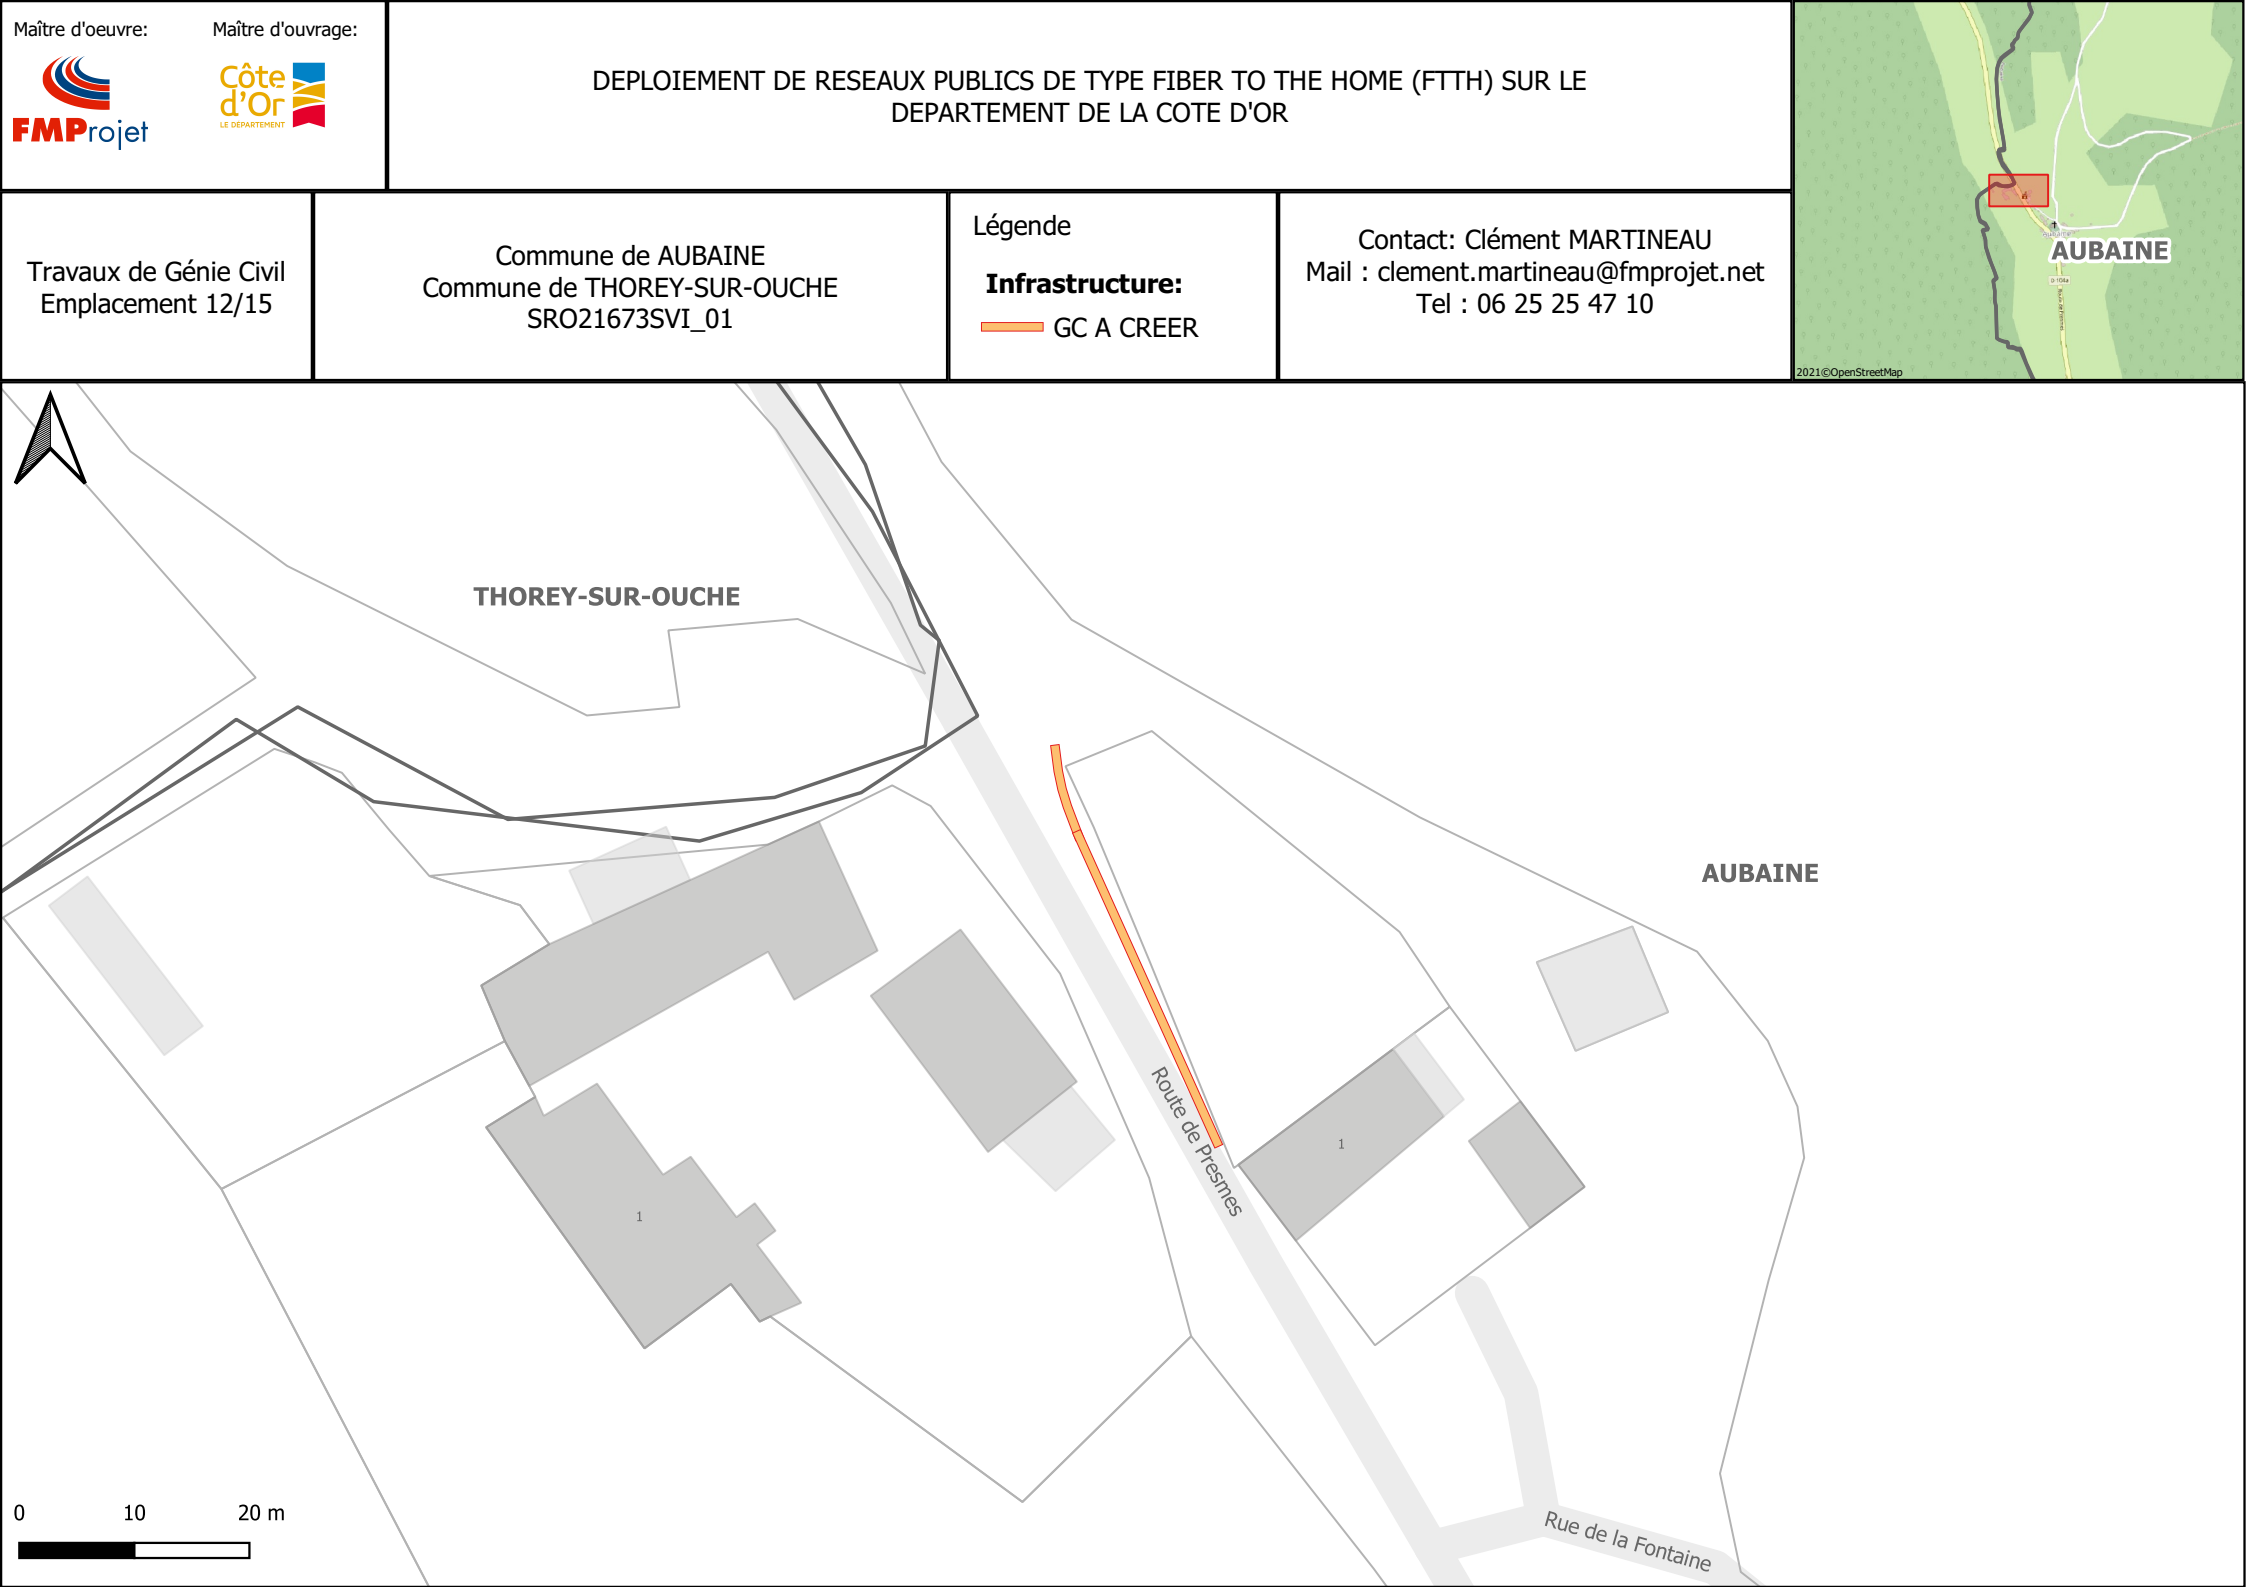 Maître d'oeuvre:
Maître d'ouvrage:
FMProjet
Côte
d'Or
LE DÉPARTEMENT
DEPLOIEMENT DE RESEAUX PUBLICS DE TYPE FIBER TO THE HOME (FTTH) SUR LE
DEPARTEMENT DE LA COTE D'OR
Travaux de Génie Civil
Emplacement 12/15
Commune de AUBAINE
Commune de THOREY-SUR-OUCHE
SRO21673SVI_01
Légende
Infrastructure:
GC A CREER
Contact: Clément MARTINEAU
Mail : clement.martineau@fmprojet.net
Tel : 06 25 25 47 10
AUBAINE
D 104a
2021©OpenStreetMap
THOREY-SUR-OUCHE
AUBAINE
Route de Presmes
1
1
Rue de la Fontaine
0 10 20 m